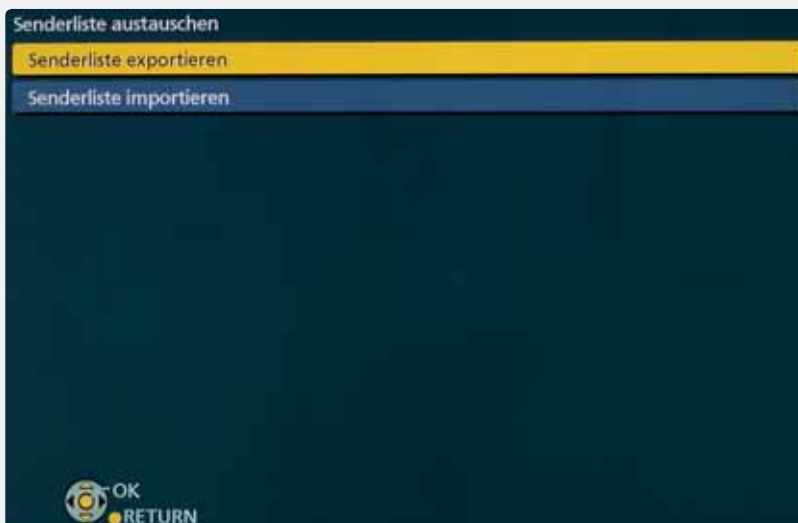 Senderliste austauschen
Senderliste exportieren
Senderliste importieren
OK
RETURN